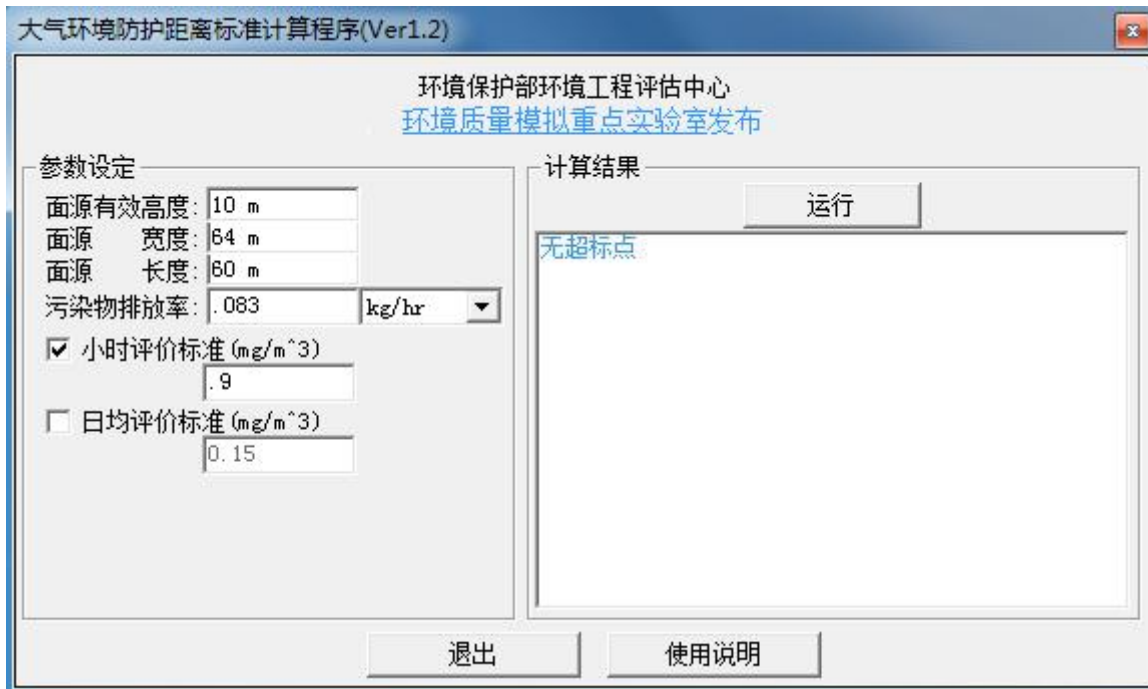 大气环境防护距离标准计算程序(Ver1.2)
环境保护部环境工程评估中心
环境质量模拟重点实验室发布
参数设定
面源有效高度: 10 m
面源 宽度: 64 m
面源 长度: 60 m
污染物排放率: .083 kg/hr
小时评价标准(mg/m^3)
.9
日均评价标准(mg/m^3)
0.15
计算结果
运行
无超标点
退出
使用说明